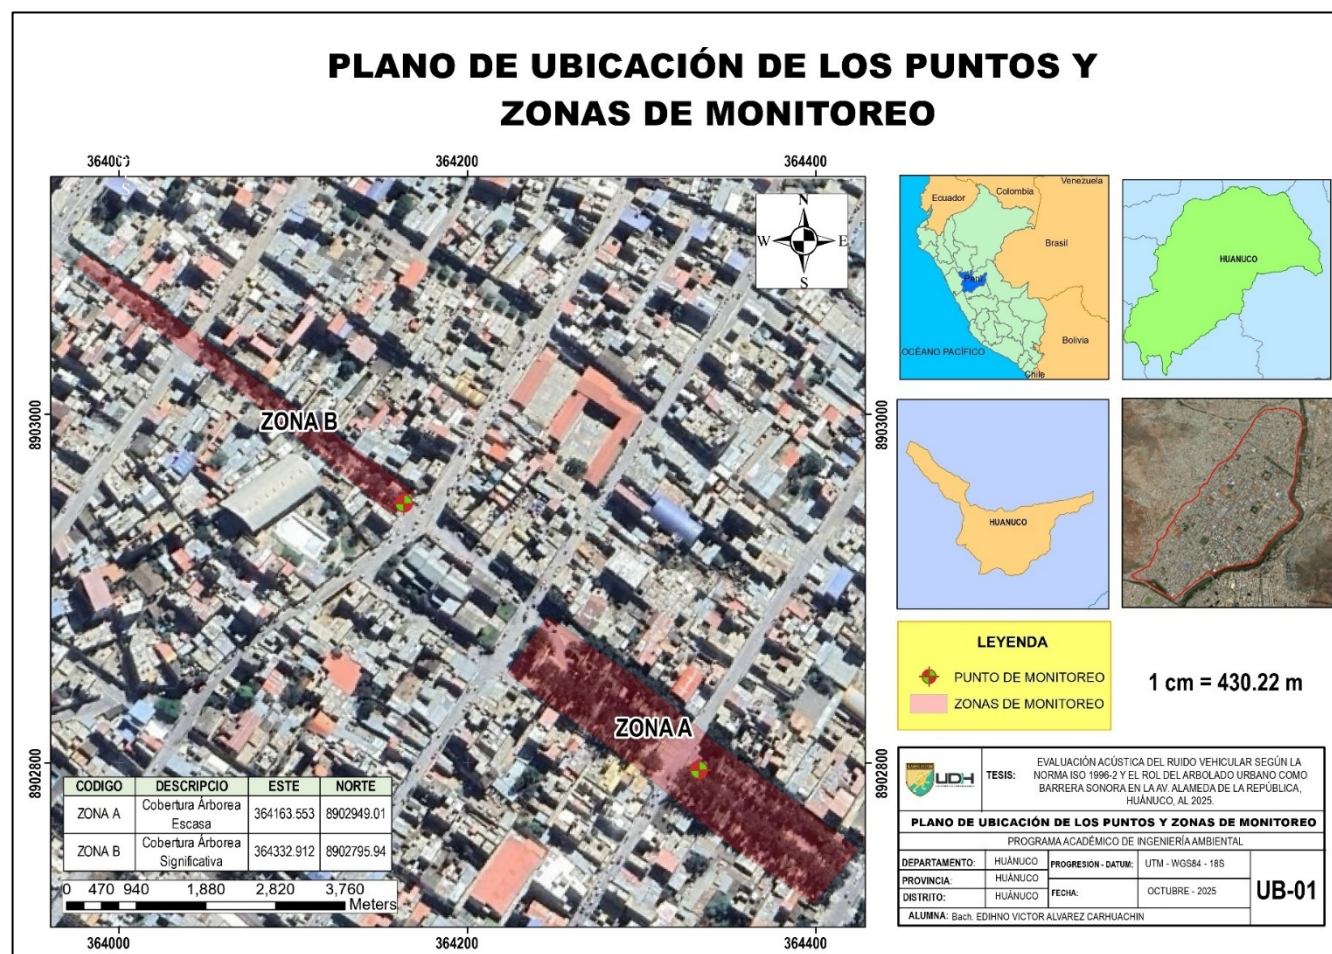 PLANO DE UBICACIÓN DE LOS PUNTOS Y
ZONAS DE MONITOREO
364000
364200
364400
8903000
8902800
8903000
8902800
N
W
E
S
ZONA B
ZONA A
CODIGO DESCRIPCIO ESTE NORTE
ZONA A Cobertura Árborea Escasa 364163.553 8902949.01
ZONA B Cobertura Árborea Significativa 364332.912 8902795.94
0 470 940 1,880 2,820 3,760
Meters
364000
364200
364400
Venezuela
Colombia
Ecuador
Brasil
Perú
Bolivia
OCÉANO PACÍFICO
Chile
HUANUCO
HUANUCO
LEYENDA
PUNTO DE MONITOREO
ZONAS DE MONITOREO
1 cm = 430.22 m
UDH
TESIS:
EVALUACIÓN ACÚSTICA DEL RUIDO VEHICULAR SEGÚN LA
NORMA ISO 1996-2 Y EL ROL DEL ARBOLADO URBANO COMO
BARRERA SONORA EN LA AV. ALAMEDA DE LA REPÚBLICA,
HUÁNUCO, AL 2025.
PLANO DE UBICACIÓN DE LOS PUNTOS Y ZONAS DE MONITOREO
PROGRAMA ACADÉMICO DE INGENIERÍA AMBIENTAL
DEPARTAMENTO: HUÁNUCO PROGRESIÓN - DATUM: UTM - WGS84 - 18S
PROVINCIA: HUÁNUCO
DISTRITO: HUÁNUCO FECHA: OCTUBRE - 2025
UB-01
ALUMNA: Bach. EDIHNO VICTOR ALVAREZ CARHUACHIN